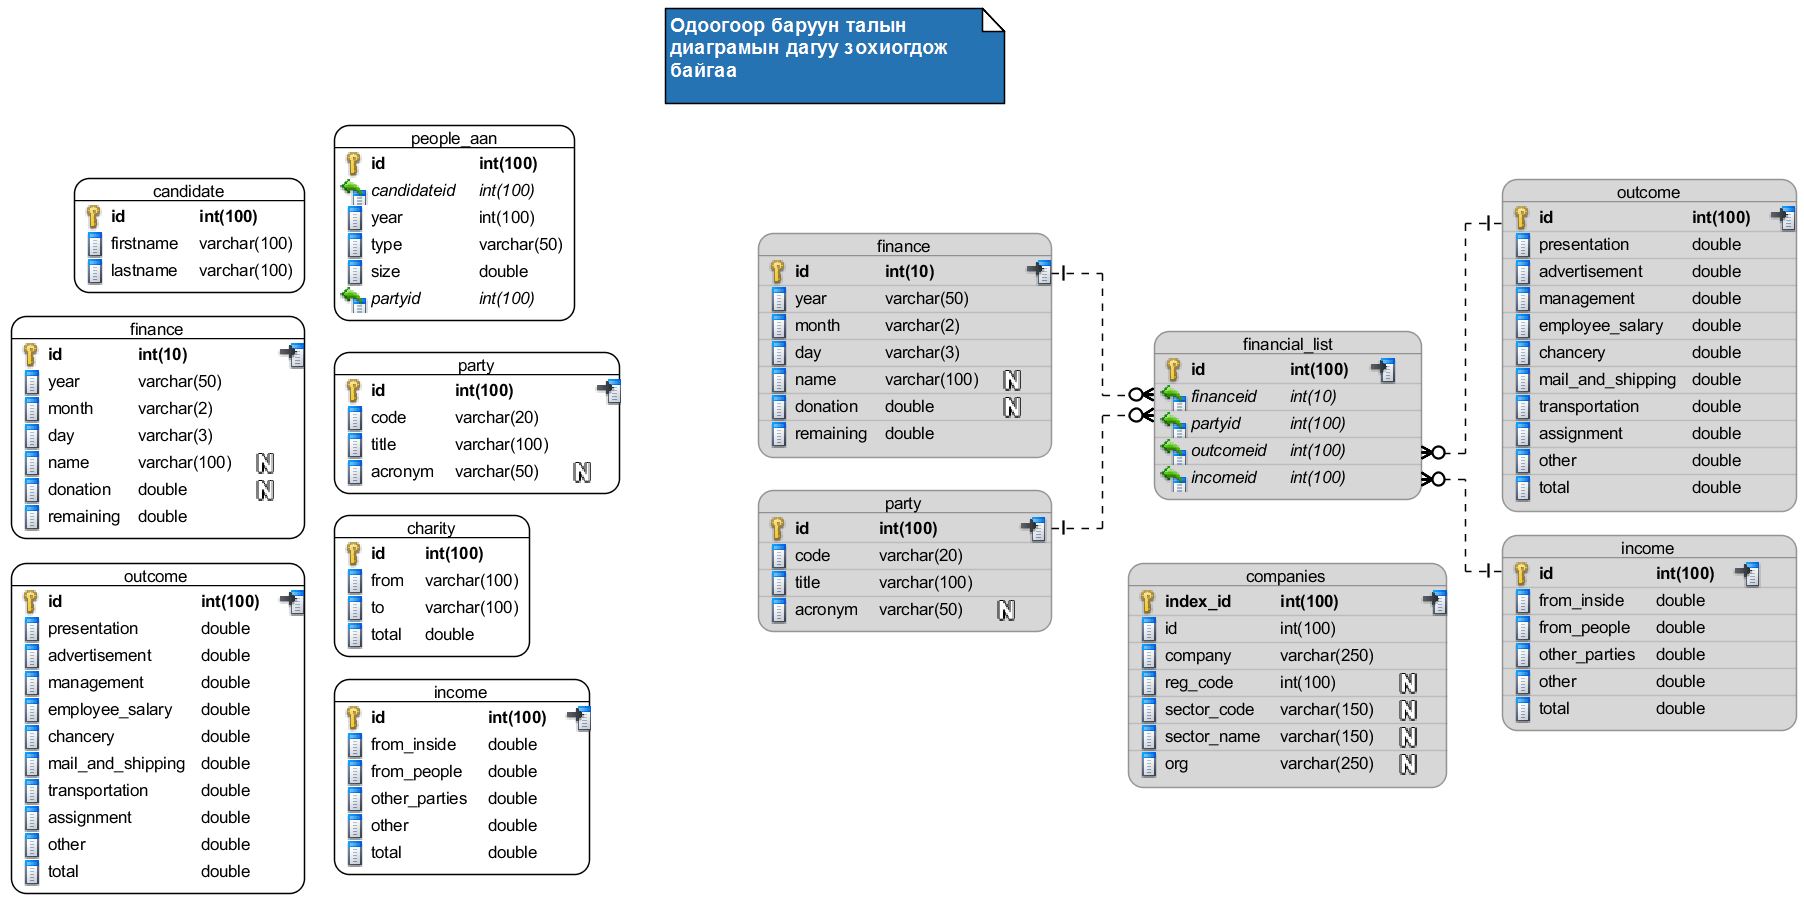 Одоогоор баруун талын
диаграмын дагуу зохиогдож
байгаа
candidate
id int(100)
firstname varchar(100)
lastname varchar(100)
people_aan
id int(100)
candidateid int(100)
year int(100)
type varchar(50)
size double
partyid int(100)
finance
id int(10)
year varchar(50)
month varchar(2)
day varchar(3)
name varchar(100) N
donation double N
remaining double
party
id int(100)
code varchar(20)
title varchar(100)
acronym varchar(50) N
charity
id int(100)
from varchar(100)
to varchar(100)
total double
outcome
id int(100)
presentation double
advertisement double
management double
employee_salary double
chancery double
mail_and_shipping double
transportation double
assignment double
other double
total double
income
id int(100)
from_inside double
from_people double
other_parties double
other double
total double
finance
id int(10)
year varchar(50)
month varchar(2)
day varchar(3)
name varchar(100) N
donation double N
remaining double
party
id int(100)
code varchar(20)
title varchar(100)
acronym varchar(50) N
financial_list
id int(100)
financeid int(10)
partyid int(100)
outcomeid int(100)
incomeid int(100)
companies
index_id int(100)
id int(100)
company varchar(250)
reg_code int(100) N
sector_code varchar(150) N
sector_name varchar(150) N
org varchar(250) N
outcome
id int(100)
presentation double
advertisement double
management double
employee_salary double
chancery double
mail_and_shipping double
transportation double
assignment double
other double
total double
income
id int(100)
from_inside double
from_people double
other_parties double
other double
total double